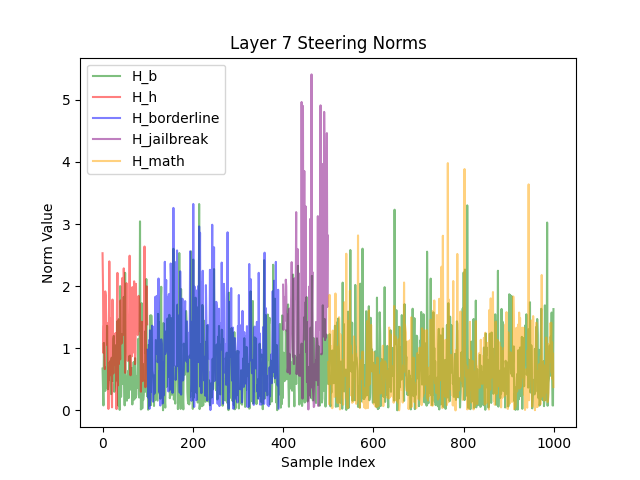 Layer 7 Steering Norms
H_b
H_h
H_borderline
H_jailbreak
H_math
Norm Value
5
4
3
2
1
0
0 200 400 600 800 1000
Sample Index